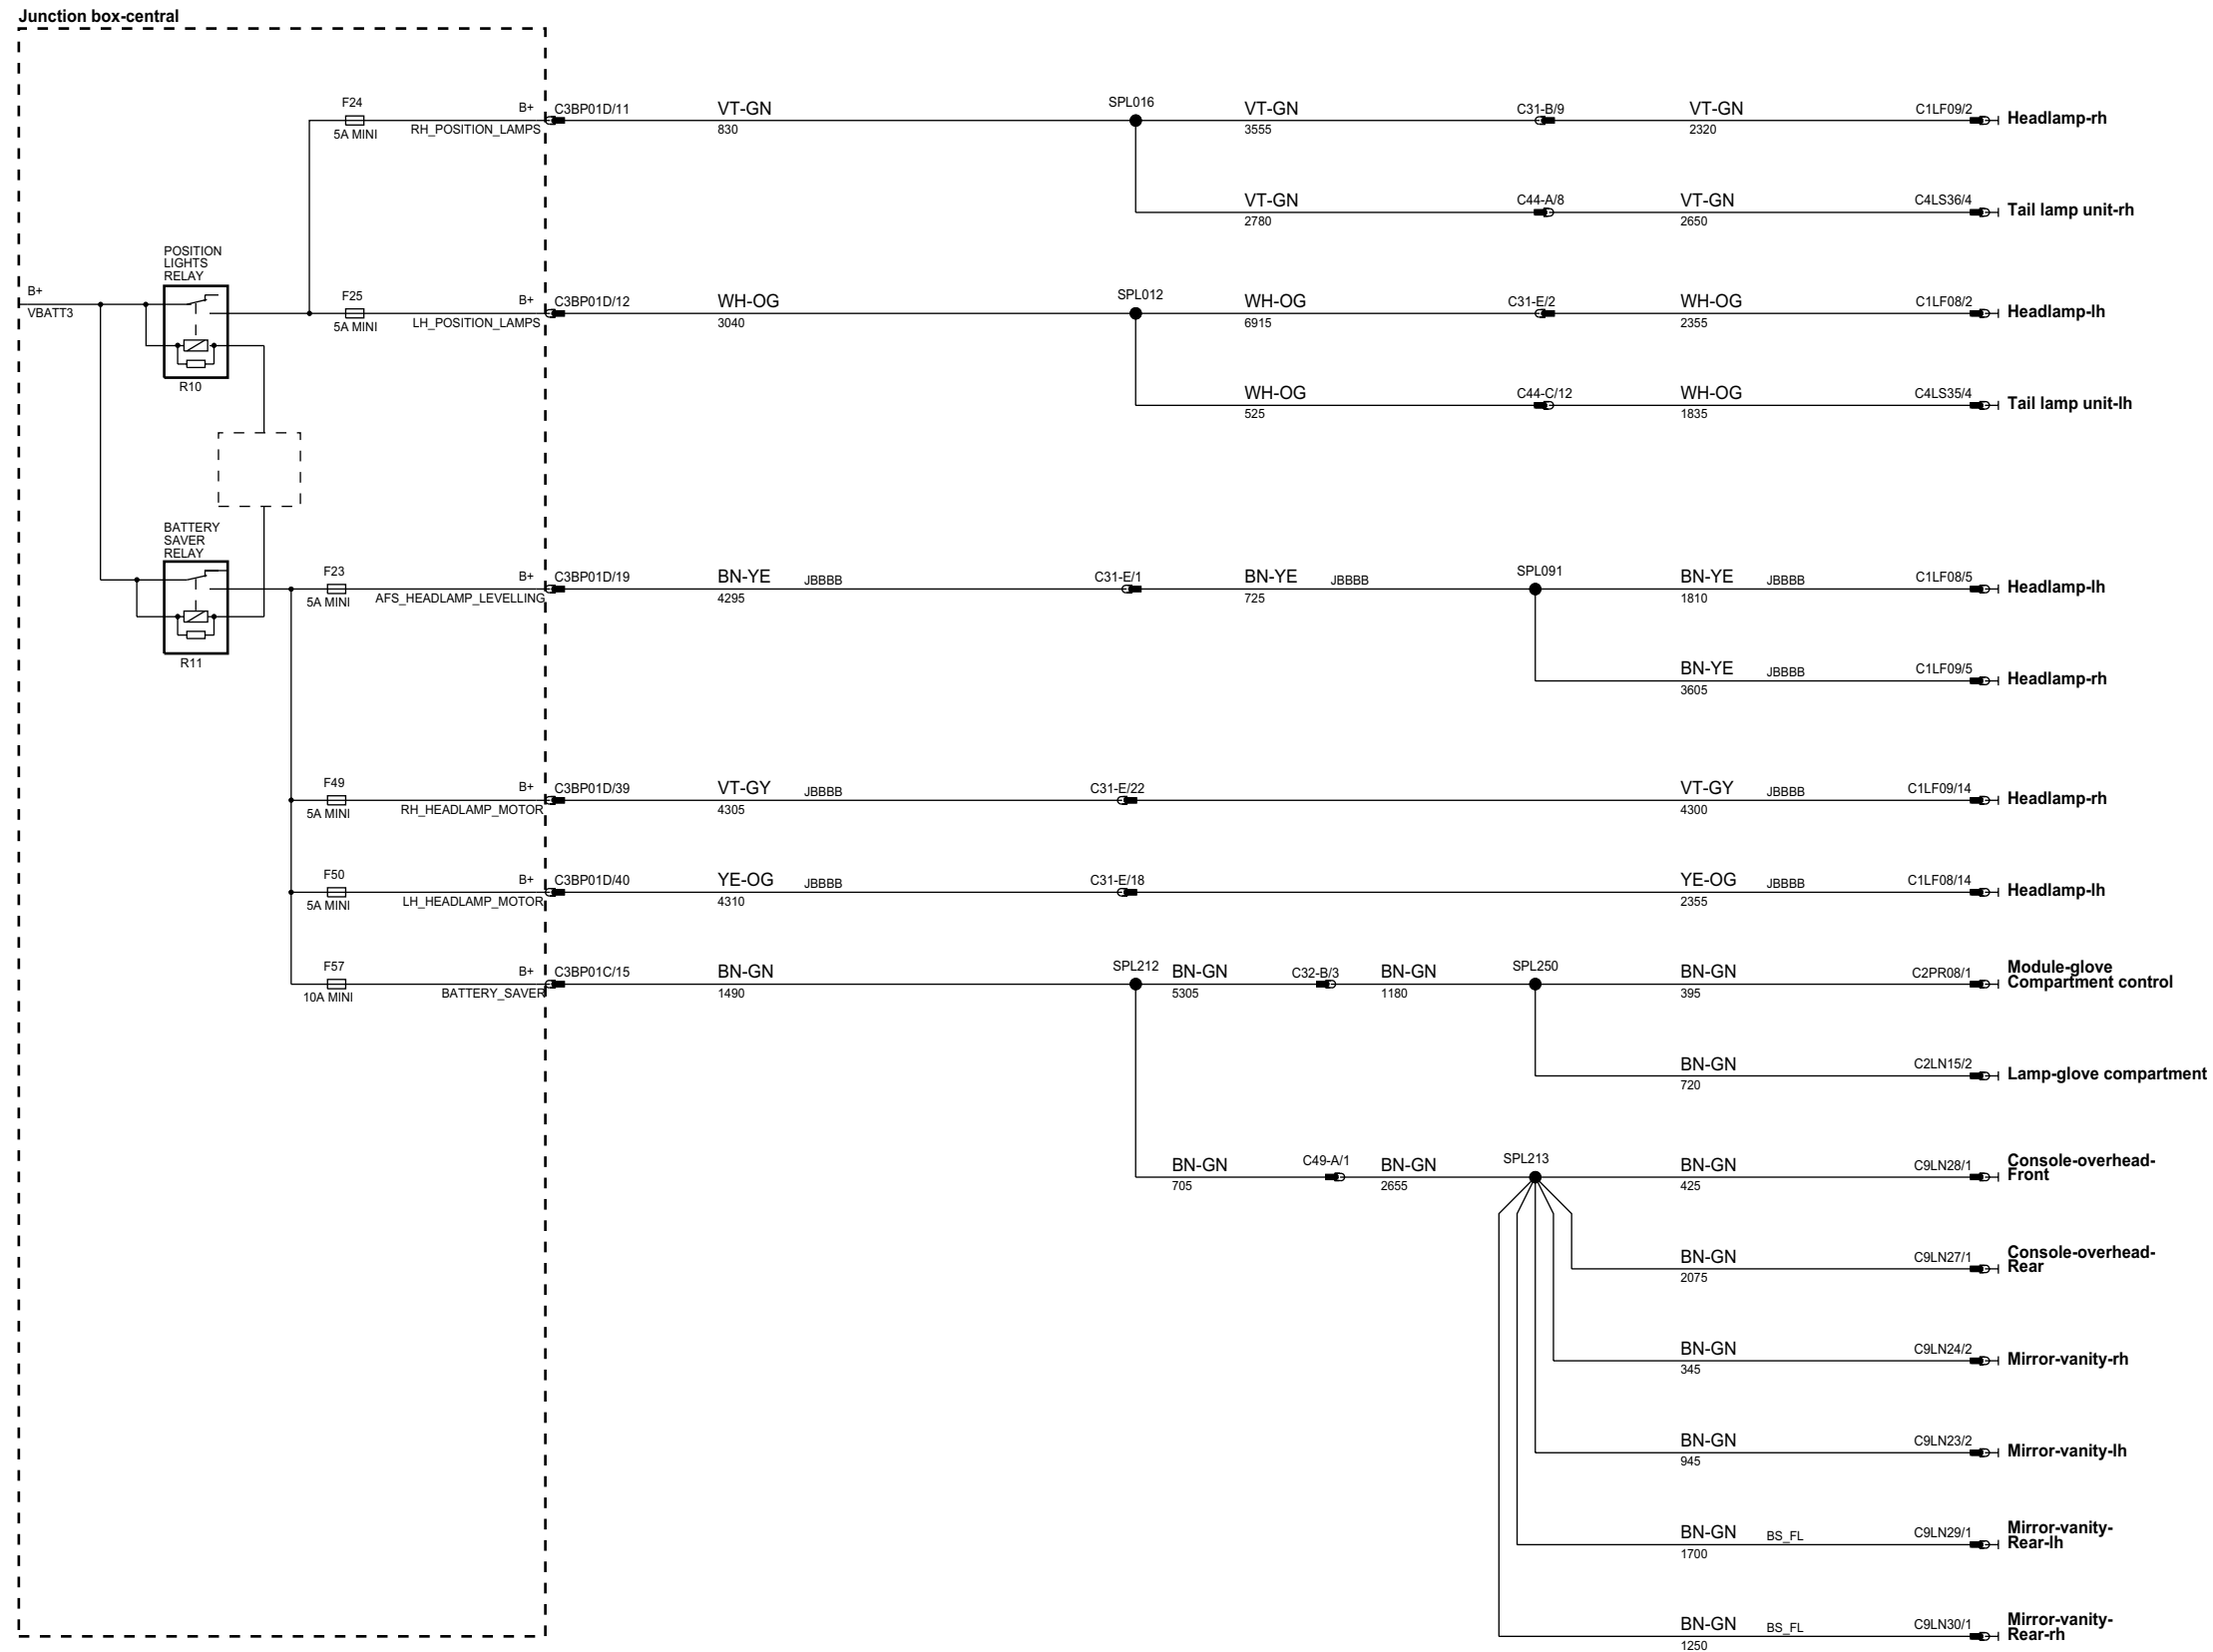 Junction box-central
F24
5A MINI
B+
RH_POSITION_LAMPS
C3BP01D/11
VT-GN
830
SPL016
VT-GN
3555
C31-B/9
VT-GN
2320
C1LF09/2
Headlamp-rh
VT-GN
2780
C44-A/8
VT-GN
2650
C4LS36/4
Tail lamp unit-rh
POSITION
LIGHTS
RELAY
B+
VBATT3
R10
F25
5A MINI
B+
LH_POSITION_LAMPS
C3BP01D/12
WH-OG
3040
SPL012
WH-OG
6915
C31-E/2
WH-OG
2355
C1LF08/2
Headlamp-lh
WH-OG
525
C44-C/12
WH-OG
1835
C4LS35/4
Tail lamp unit-lh
BATTERY
SAVER
RELAY
R11
F23
5A MINI
B+
AFS_HEADLAMP_LEVELLING
C3BP01D/19
BN-YE
JBBBB
4295
C31-E/1
BN-YE
JBBBB
725
SPL091
BN-YE
JBBBB
1810
C1LF08/5
Headlamp-lh
BN-YE
JBBBB
3605
C1LF09/5
Headlamp-rh
F49
5A MINI
B+
RH_HEADLAMP_MOTOR
C3BP01D/39
VT-GY
JBBBB
4305
C31-E/22
VT-GY
JBBBB
4300
C1LF09/14
Headlamp-rh
F50
5A MINI
B+
LH_HEADLAMP_MOTOR
C3BP01D/40
YE-OG
JBBBB
4310
C31-E/18
YE-OG
JBBBB
2355
C1LF08/14
Headlamp-lh
F57
10A MINI
B+
BATTERY_SAVER
C3BP01C/15
BN-GN
1490
SPL212
BN-GN
5305
C32-B/3
BN-GN
1180
SPL250
BN-GN
395
C2PR08/1
Module-glove
Compartment control
BN-GN
720
C2LN15/2
Lamp-glove compartment
BN-GN
705
C49-A/1
BN-GN
2655
SPL213
BN-GN
425
C9LN28/1
Console-overhead-
Front
BN-GN
2075
C9LN27/1
Console-overhead-
Rear
BN-GN
345
C9LN24/2
Mirror-vanity-rh
BN-GN
945
C9LN23/2
Mirror-vanity-lh
BN-GN
BS_FL
1700
C9LN29/1
Mirror-vanity-
Rear-lh
BN-GN
BS_FL
1250
C9LN30/1
Mirror-vanity-
Rear-rh